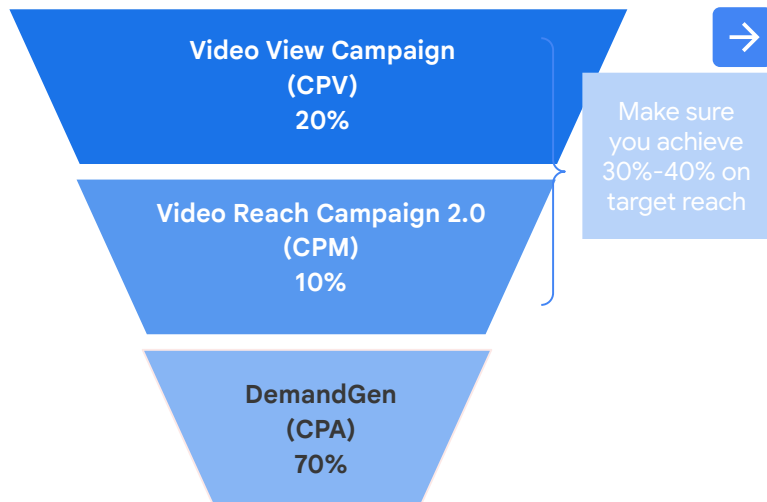 Video View Campaign
(CPV)
20%
Make sure
you achieve
30%-40% on
target reach
Video Reach Campaign 2.0
(CPM)
10%
DemandGen
(CPA)
70%